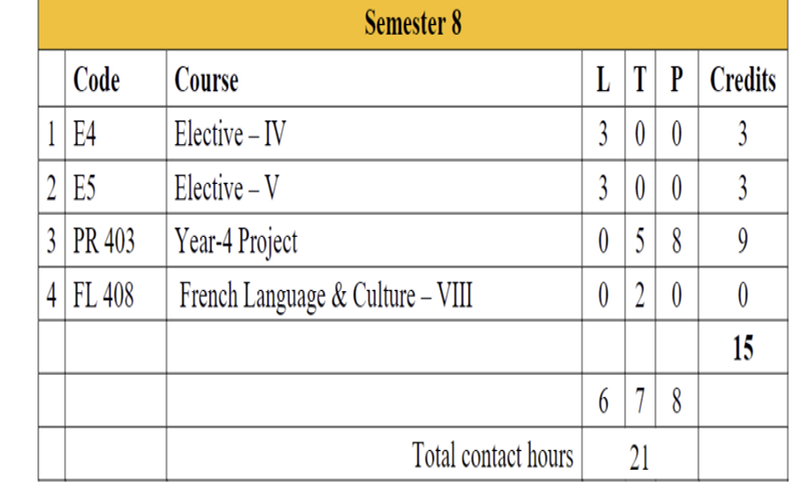 Semester 8
Code Course L T P Credits
1 E4 Elective – IV 3 0 0 3
2 E5 Elective – V 3 0 0 3
3 PR 403 Year-4 Project 0 5 8 9
4 FL 408 French Language & Culture – VIII 0 2 0 0
15
6 7 8
Total contact hours 21